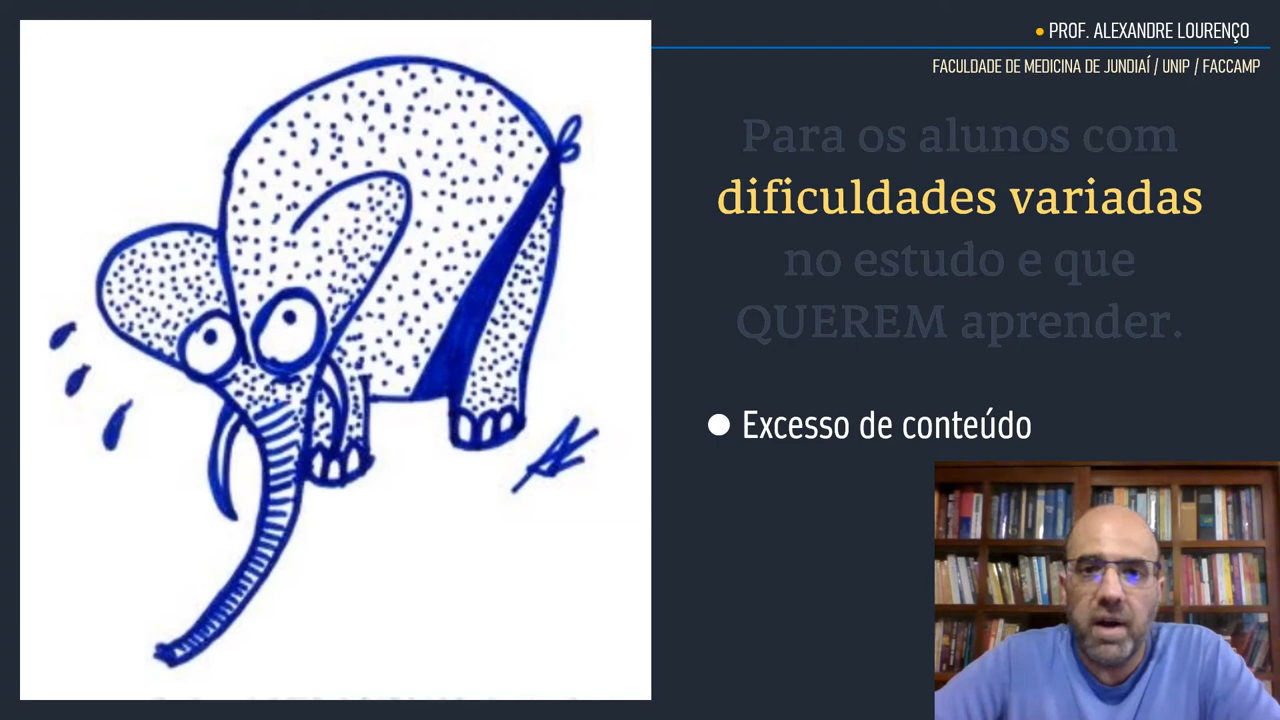 ● PROF. ALEXANDRE LOURENÇO
FACULDADE DE MEDICINA DE JUNDIAÍ / UNIP / FACCAMP
Para os alunos com
dificuldades variadas
no estudo e que
QUEREM aprender.
● Excesso de conteúdo